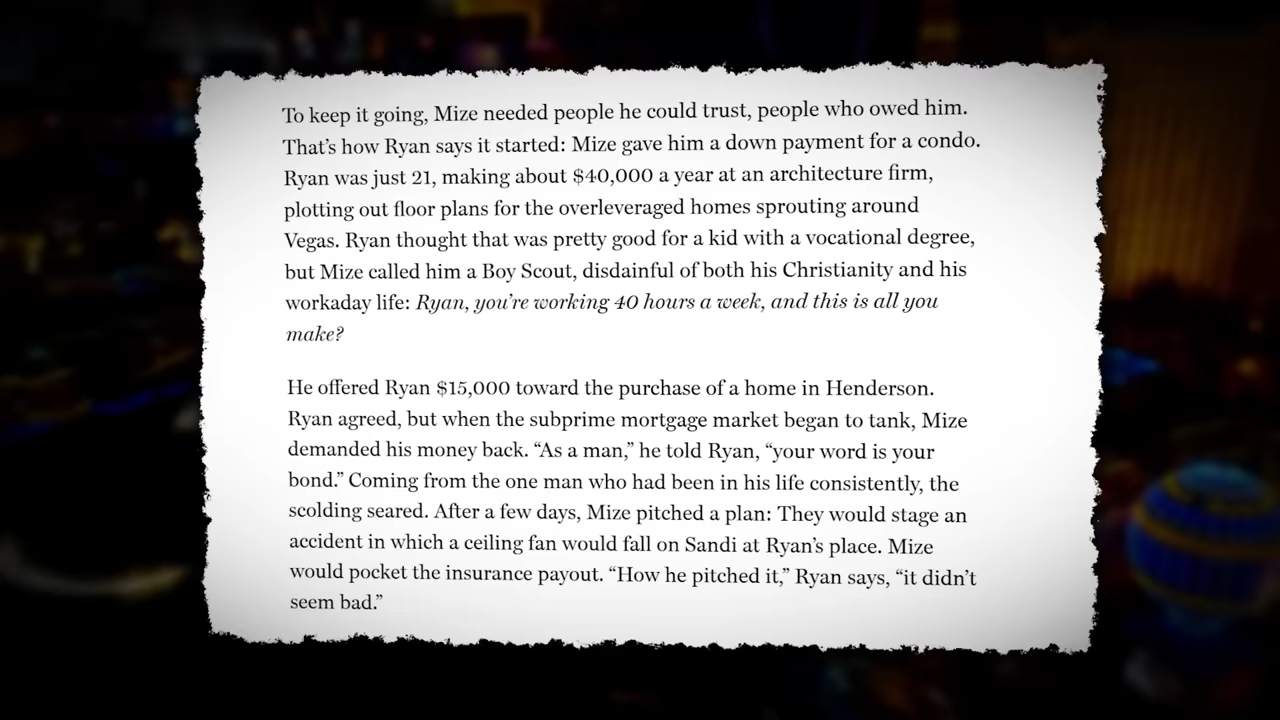 To keep it going, Mize needed people he could trust, people who owed him.
That’s how Ryan says it started: Mize gave him a down payment for a condo.
Ryan was just 21, making about $40,000 a year at an architecture firm,
plotting out floor plans for the overleveraged homes sprouting around
Vegas. Ryan thought that was pretty good for a kid with a vocational degree,
but Mize called him a Boy Scout, disdainful of both his Christianity and his
workaday life: Ryan, you’re working 40 hours a week, and this is all you
make?
He offered Ryan $15,000 toward the purchase of a home in Henderson.
Ryan agreed, but when the subprime mortgage market began to tank, Mize
demanded his money back. “As a man,” he told Ryan, “your word is your
bond.” Coming from the one man who had been in his life consistently, the
scolding seared. After a few days, Mize pitched a plan: They would stage an
accident in which a ceiling fan would fall on Sandi at Ryan’s place. Mize
would pocket the insurance payout. “How he pitched it,” Ryan says, “it didn’t
seem bad.”